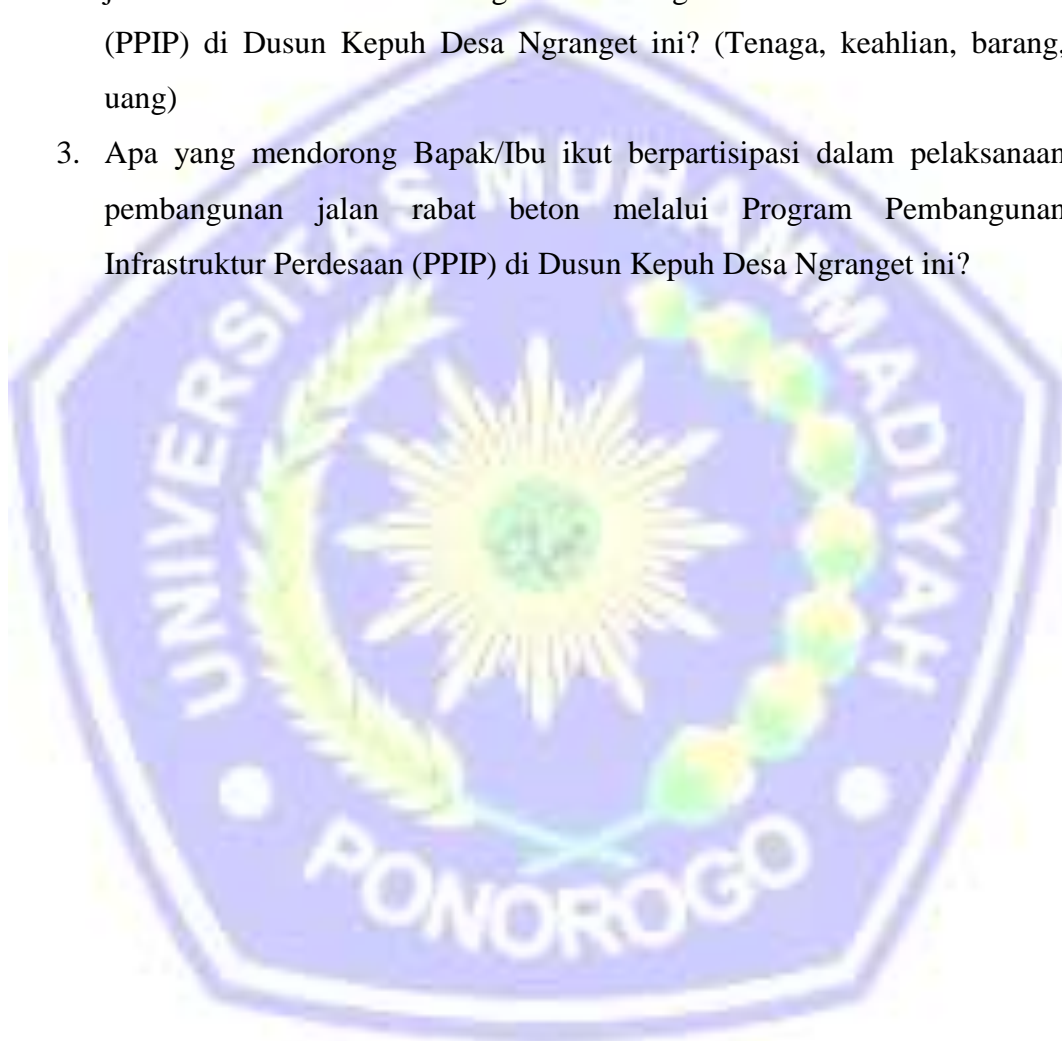 (PPIP) di Dusun Kepuh Desa Ngranget ini? (Tenaga, keahlian, barang,
uang)
3. Apa yang mendorong Bapak/Ibu ikut berpartisipasi dalam pelaksanaan
pembangunan jalan rabat beton melalui Program Pembangunan
Infrastruktur Perdesaan (PPIP) di Dusun Kepuh Desa Ngranget ini?
UNIVERSITAS MUHAMMADIYAH
PONOROGO